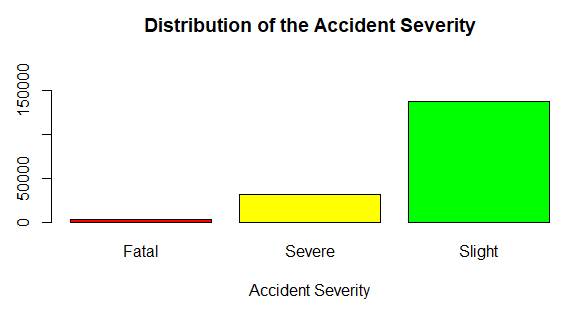 Distribution of the Accident Severity
150000
50000
0
Fatal Severe Slight
Accident Severity